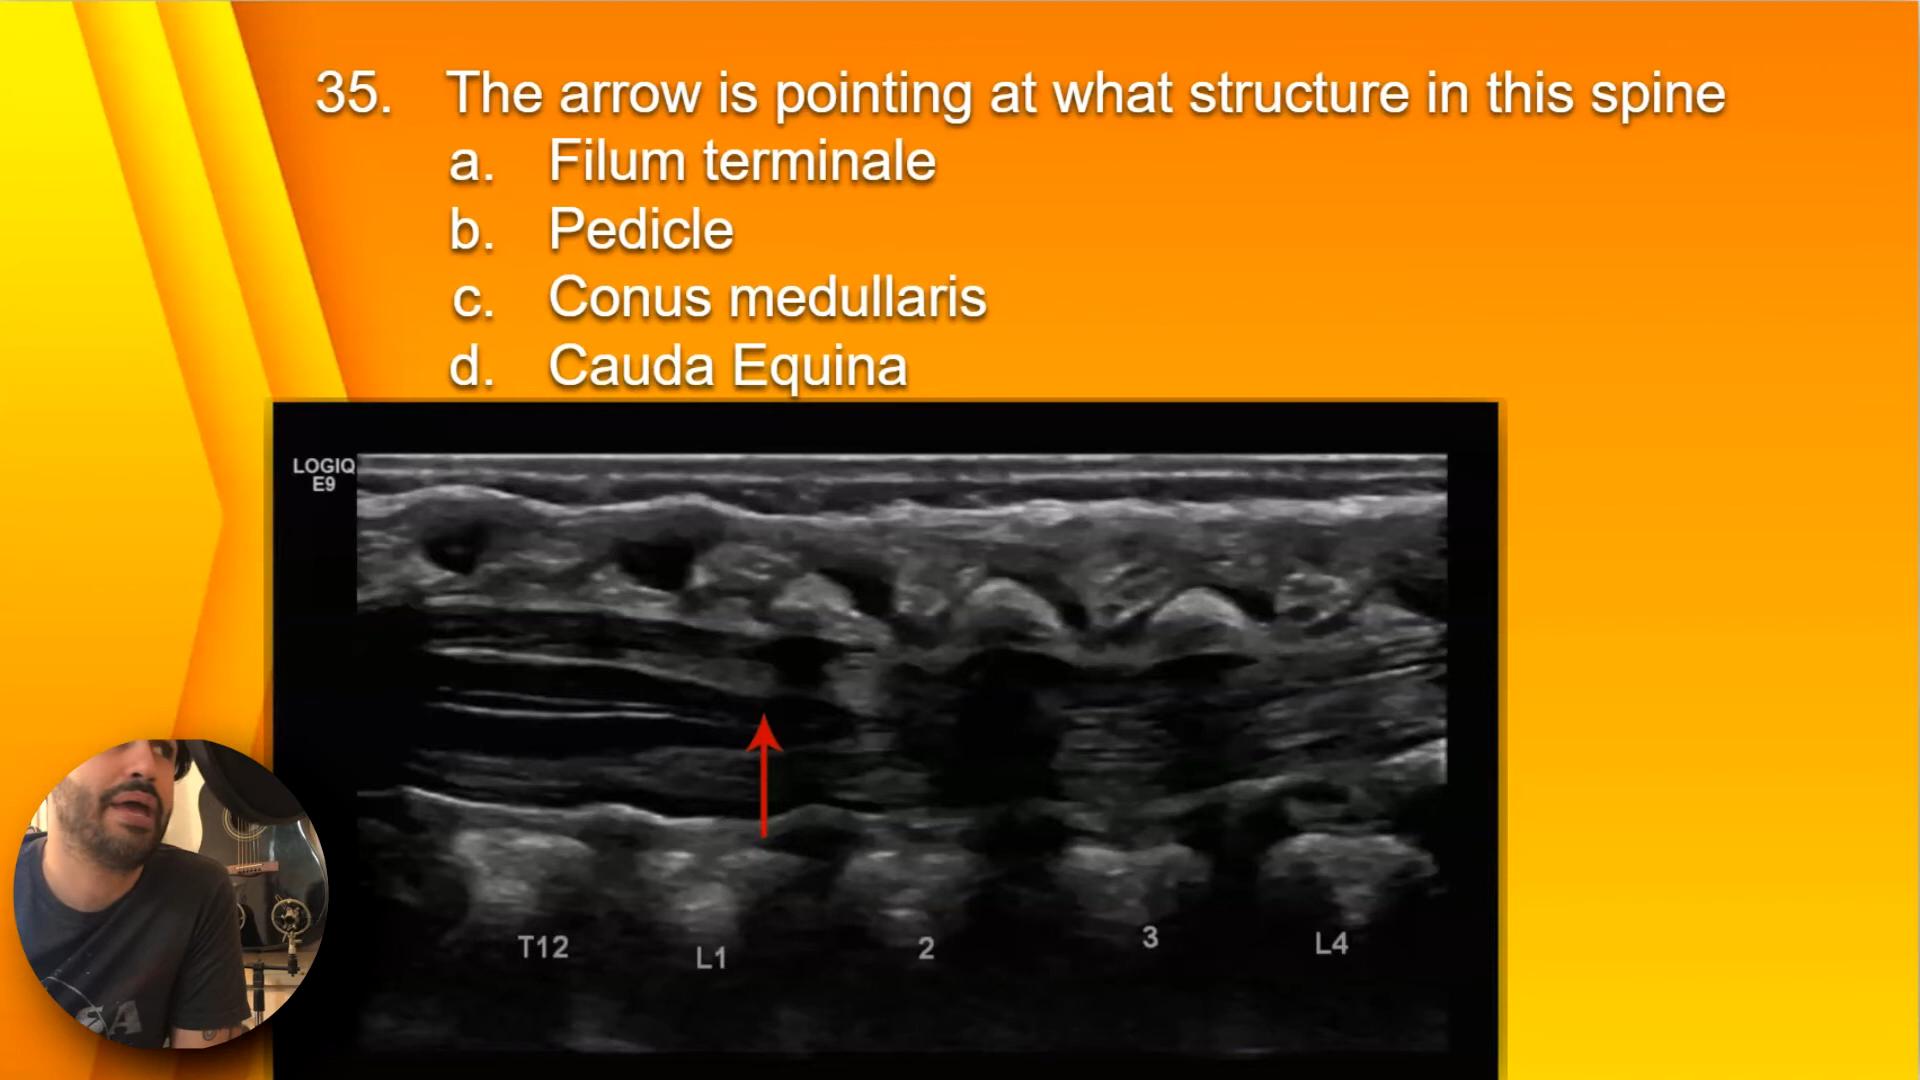 35. The arrow is pointing at what structure in this spine
a. Filum terminale
b. Pedicle
c. Conus medullaris
d. Cauda Equina
LOGIQ
E9
T12 L1 2 3 L4